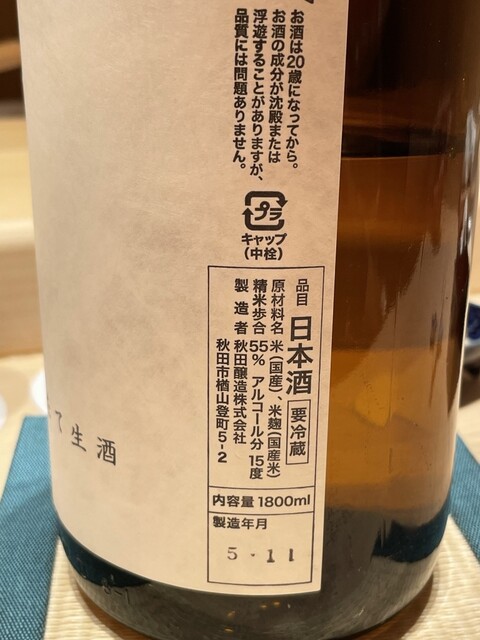 お酒は20歳になってから。
お酒の成分が沈殿または
浮遊することがありますが、
品質には問題ありません。
プラ
キャップ
(中栓)
品目 日本酒 要冷蔵
原材料名 米(国産)、米麹(国産米)
精米歩合 55% アルコール分 15度
製造者 秋田醸造株式会社
秋田市楢山登町5-2
内容量 1800ml
製造年月
5・11
て生酒